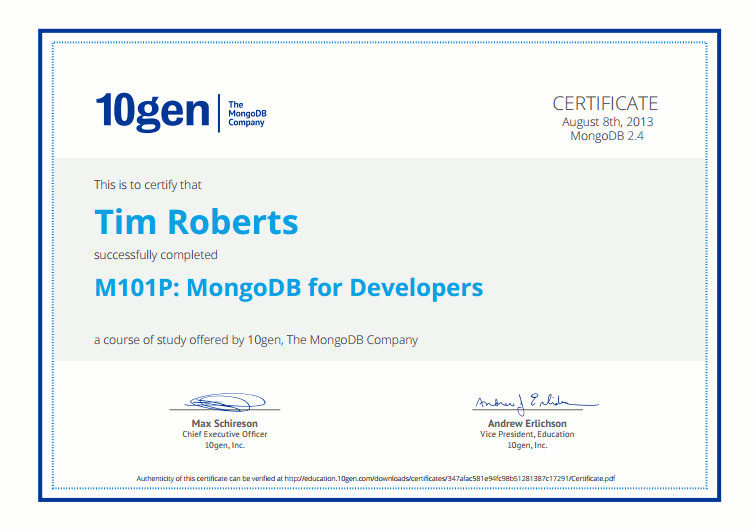 10gen
The
MongoDB
Company
CERTIFICATE
August 8th, 2013
MongoDB 2.4
This is to certify that
Tim Roberts
successfully completed
M101P: MongoDB for Developers
a course of study offered by 10gen, The MongoDB Company
Andrew J Erlichson
Max Schireson
Chief Executive Officer
10gen, Inc.
Andrew Erlichson
Vice President, Education
10gen, Inc.
Authenticity of this certificate can be verified at http://education.10gen.com/downloads/certificates/347afac581e94fc98b51281387c17291/Certificate.pdf